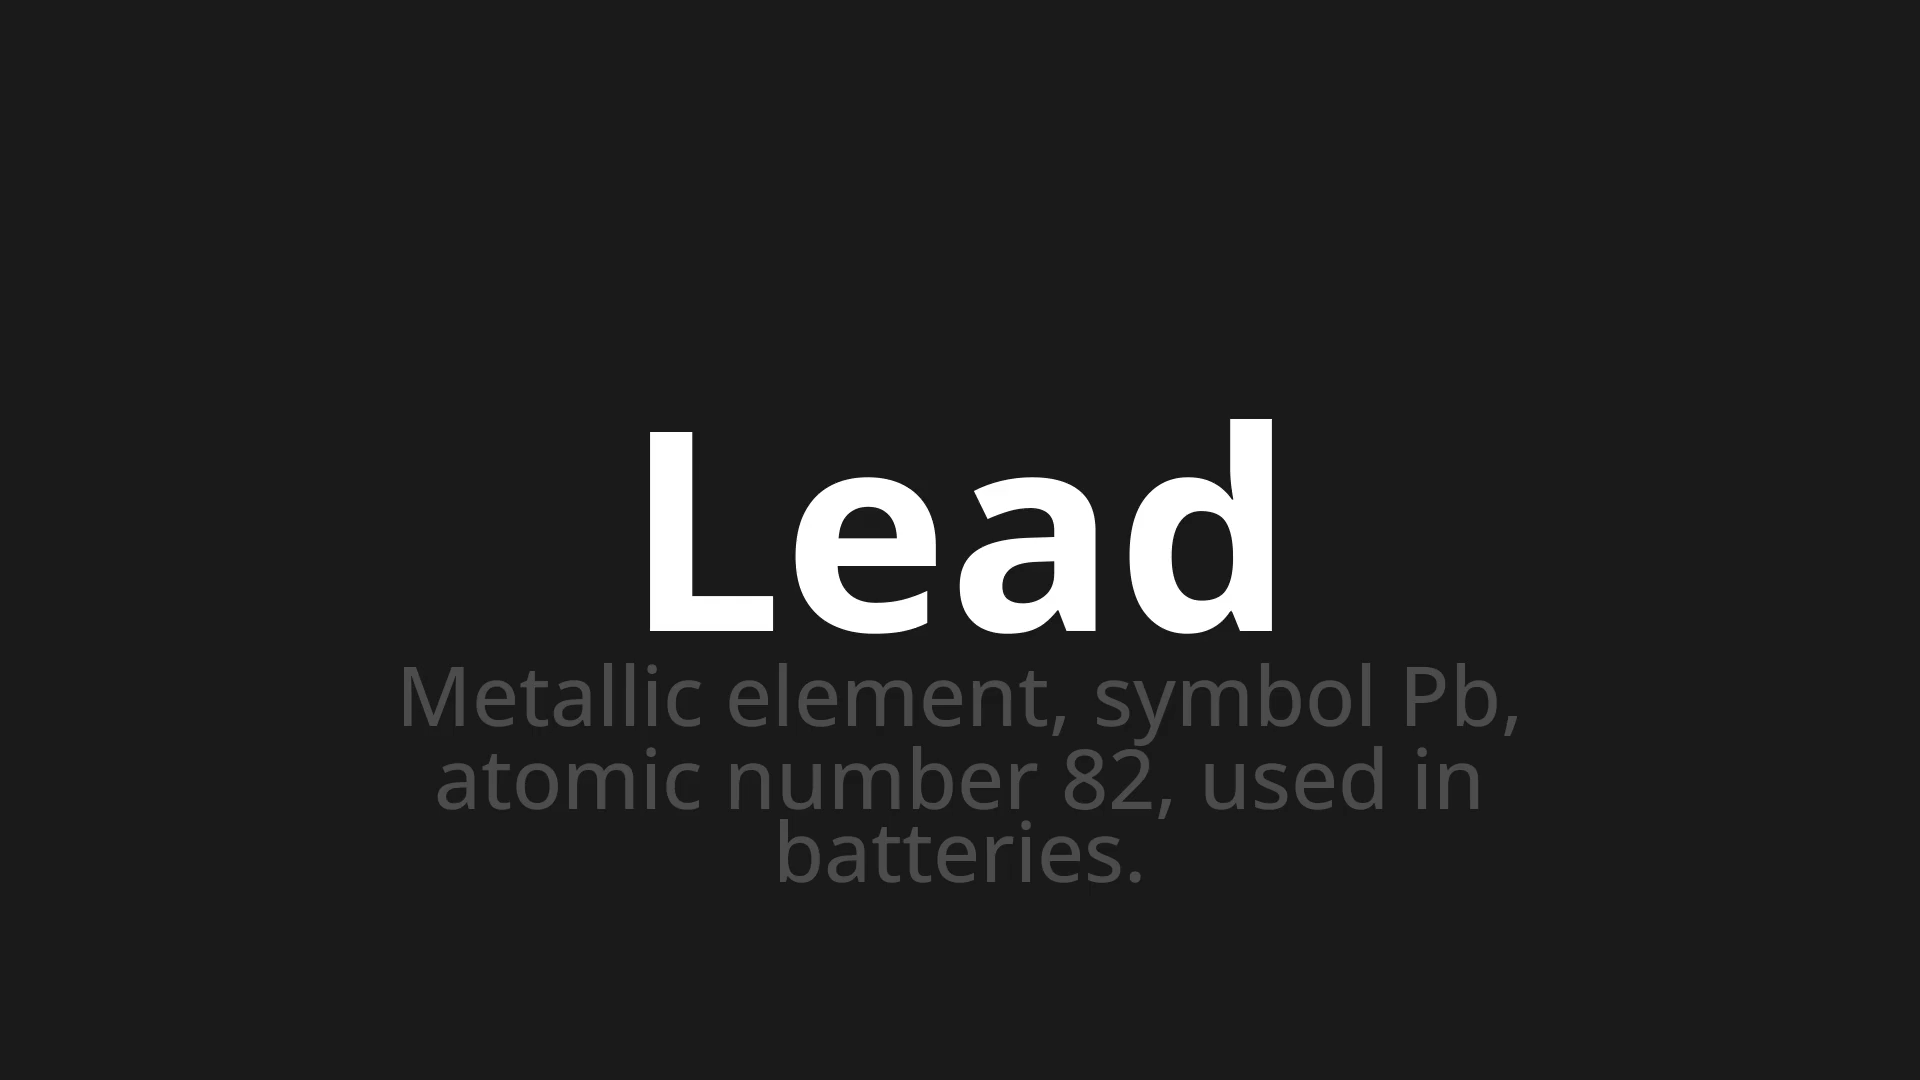 Lead
Metallic element, symbol Pb,
atomic number 82, used in
batteries.